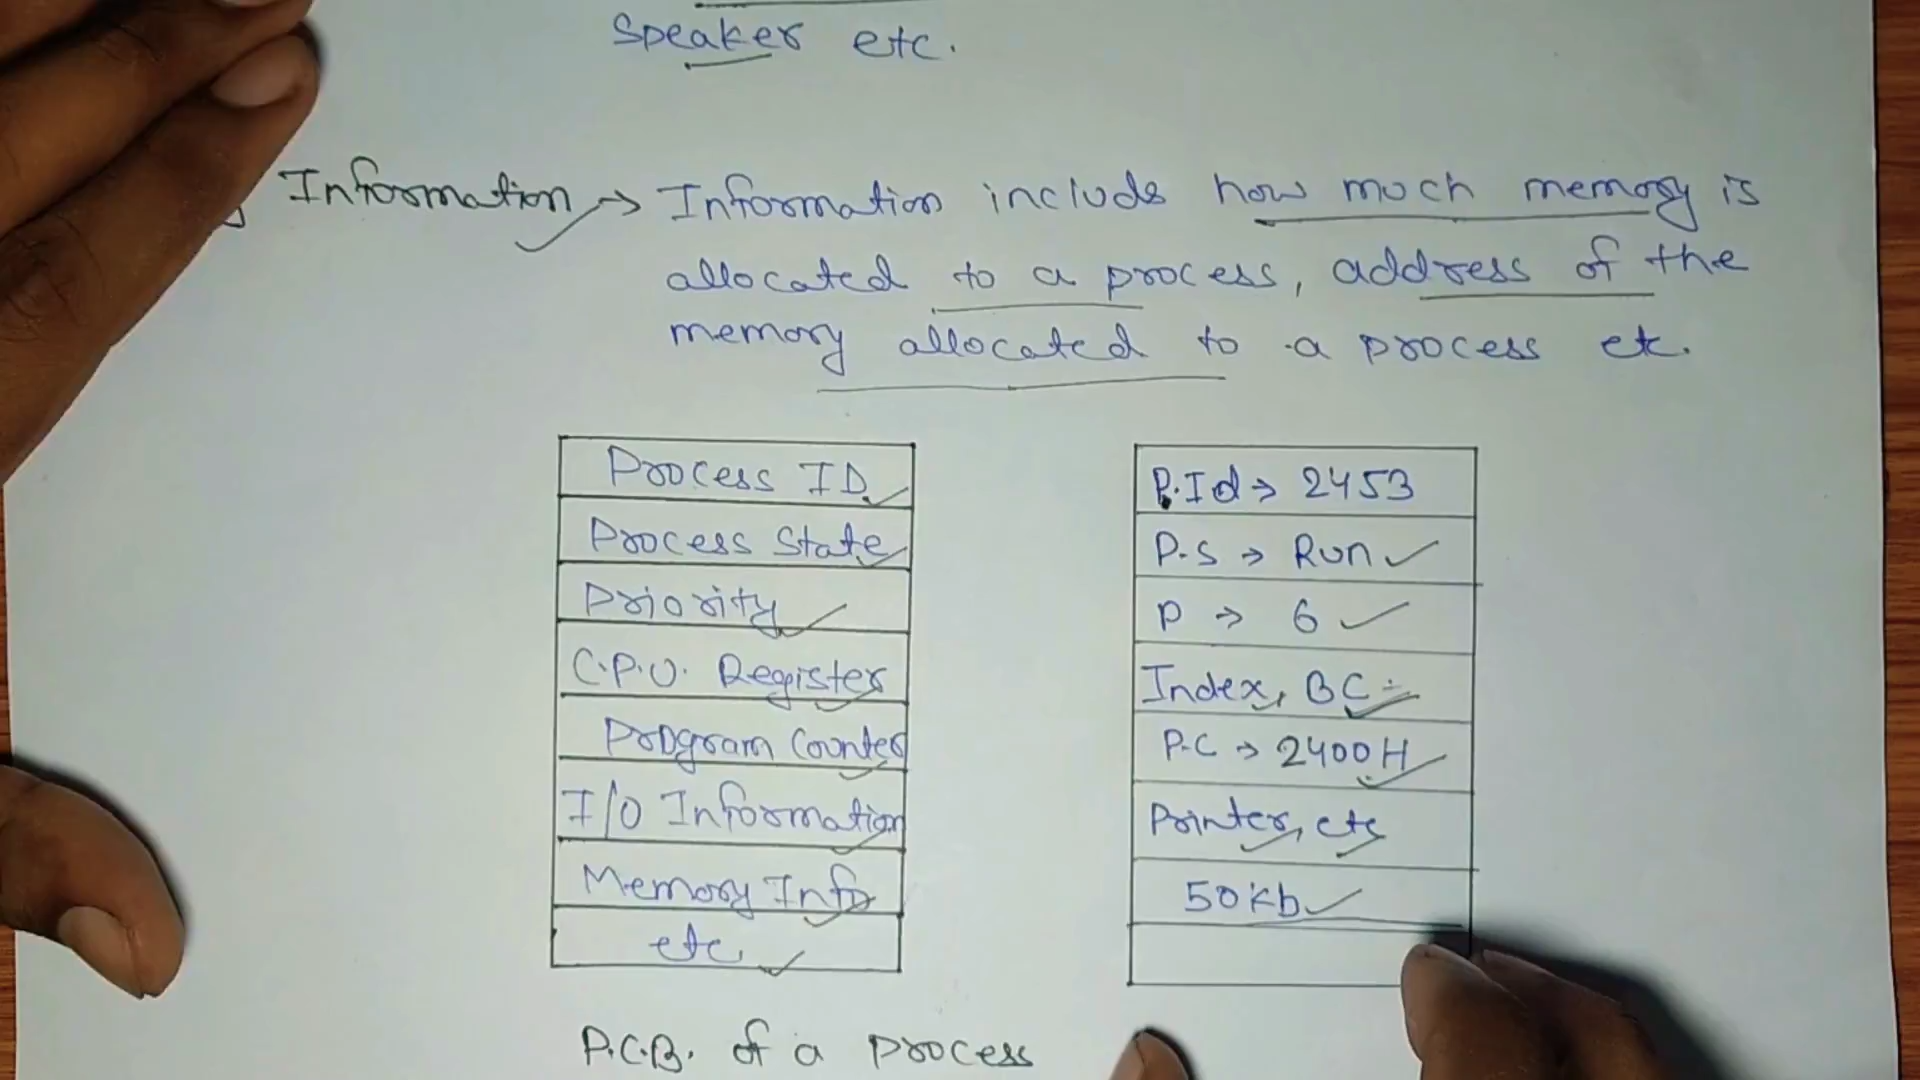 Speaker etc.
Information → Information include how much memory is
allocated to a process, address of the
memory allocated to a process etc.
Process ID
Process State
Priority
C.P.U. Register
Program Counter
I/O Information
Memory Info
etc
P.Id → 2453
P.S → Run
P → 6
Index, BC
P.C → 2400H
Printer, etc
50kb
P.C.B. of a process